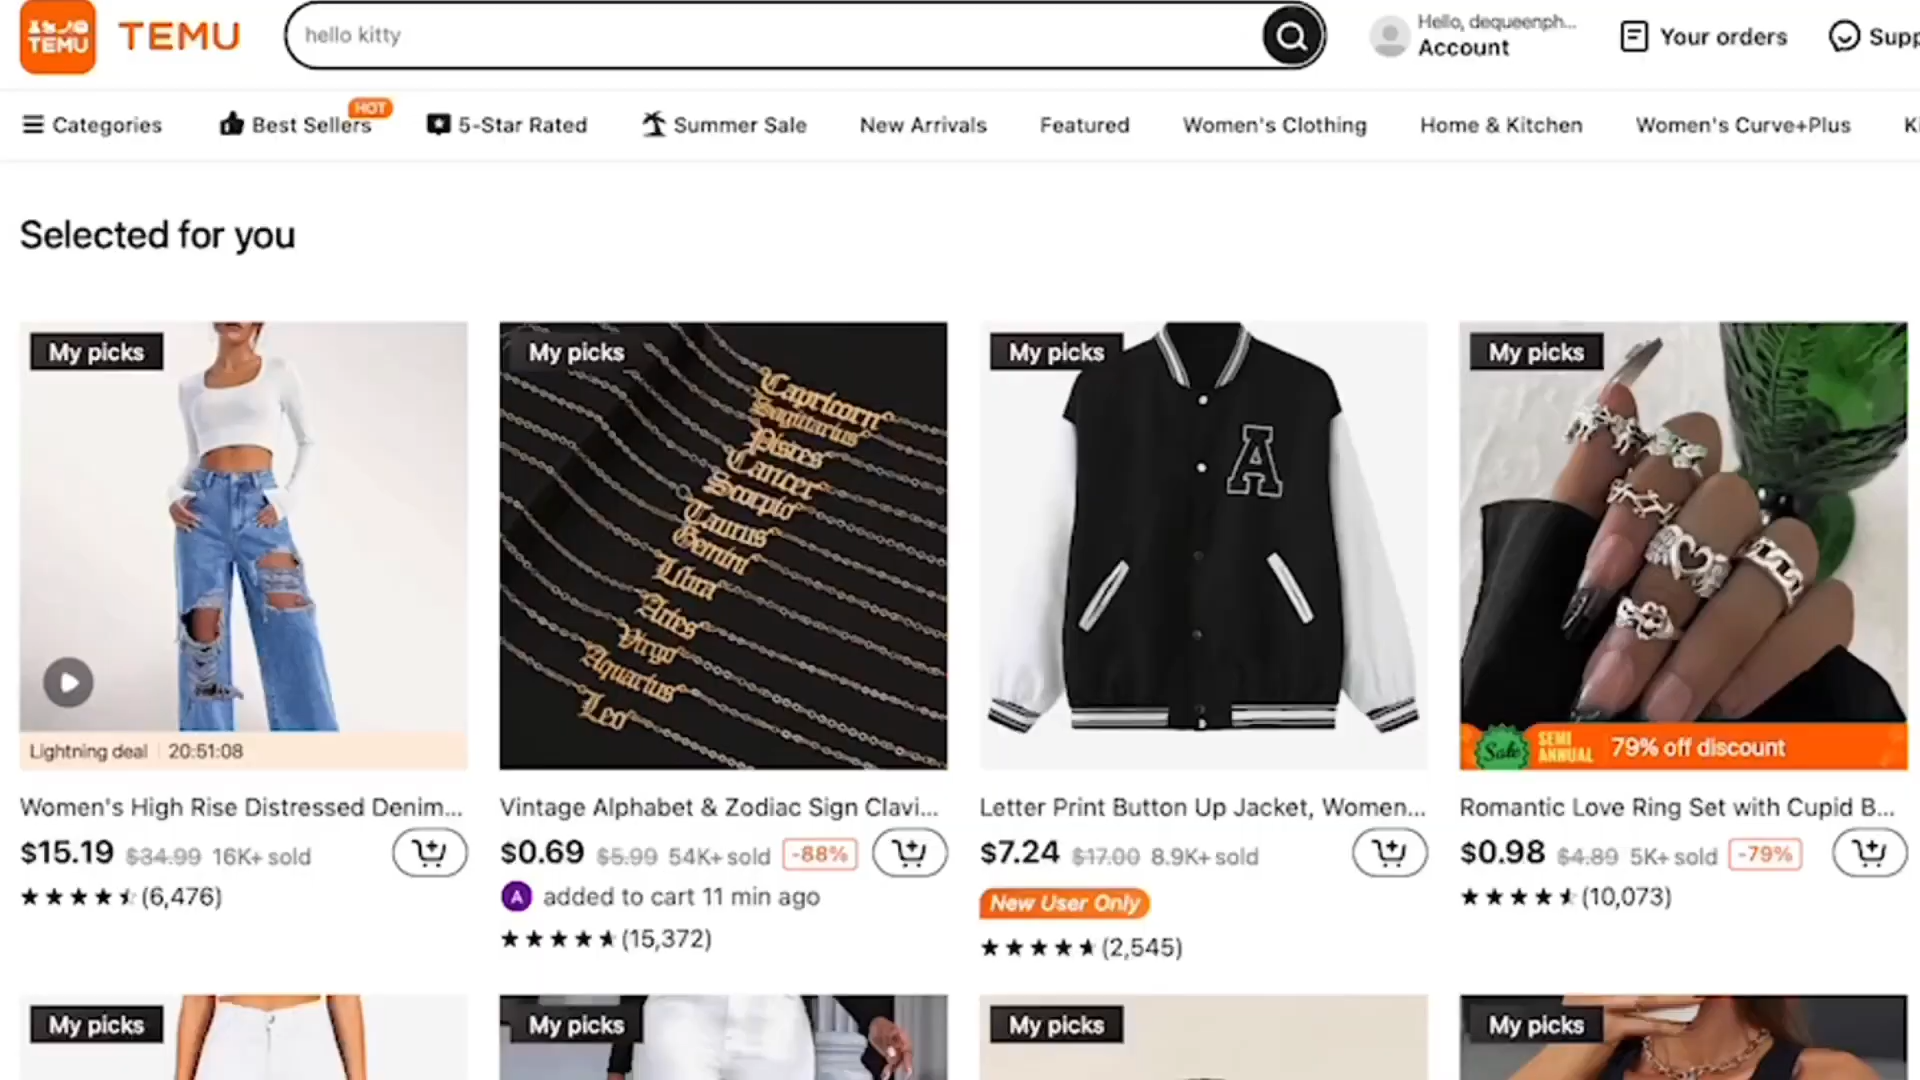 TEMU
TEMU
hello kitty
Hello, dequeenph...
Account
Your orders
Supp
Categories
Best Sellers
HOT
5-Star Rated
Summer Sale
New Arrivals
Featured
Women's Clothing
Home & Kitchen
Women's Curve+Plus
Ki
Selected for you
My picks
Lightning deal
20:51:08
Women's High Rise Distressed Denim...
$15.19 $34.99 16K+ sold
(6,476)
My picks
Capricorn
Sagittarius
Pisces
Cancer
Scorpio
Taurus
Gemini
Libra
Aries
Virgo
Aquarius
Leo
Vintage Alphabet & Zodiac Sign Clavi...
$0.69 $5.99 54K+ sold -88%
A added to cart 11 min ago
(15,372)
My picks
A
Letter Print Button Up Jacket, Women...
$7.24 $17.00 8.9K+ sold
New User Only
(2,545)
My picks
Sale
SEMI
ANNUAL
79% off discount
Romantic Love Ring Set with Cupid B...
$0.98 $4.89 5K+ sold -79%
(10,073)
My picks
My picks
My picks
My picks